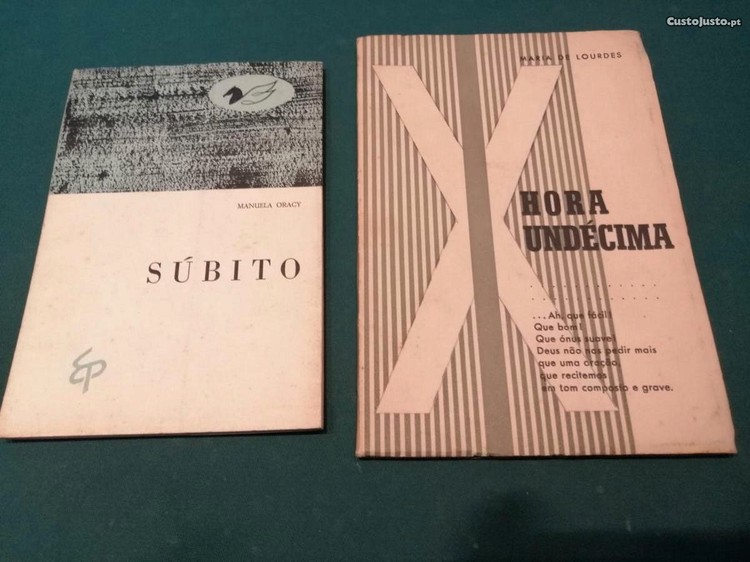 CustoJusto.pt
MANUELA ORACY
SÚBITO
EP
MARIA DE LOURDES
X
HORA
UNDÉCIMA
...Ah, que fácil!
Que bom!
Que ónus suave!
Deus não nos pedir mais
que uma oração,
que recitemos
em tom composto e grave.